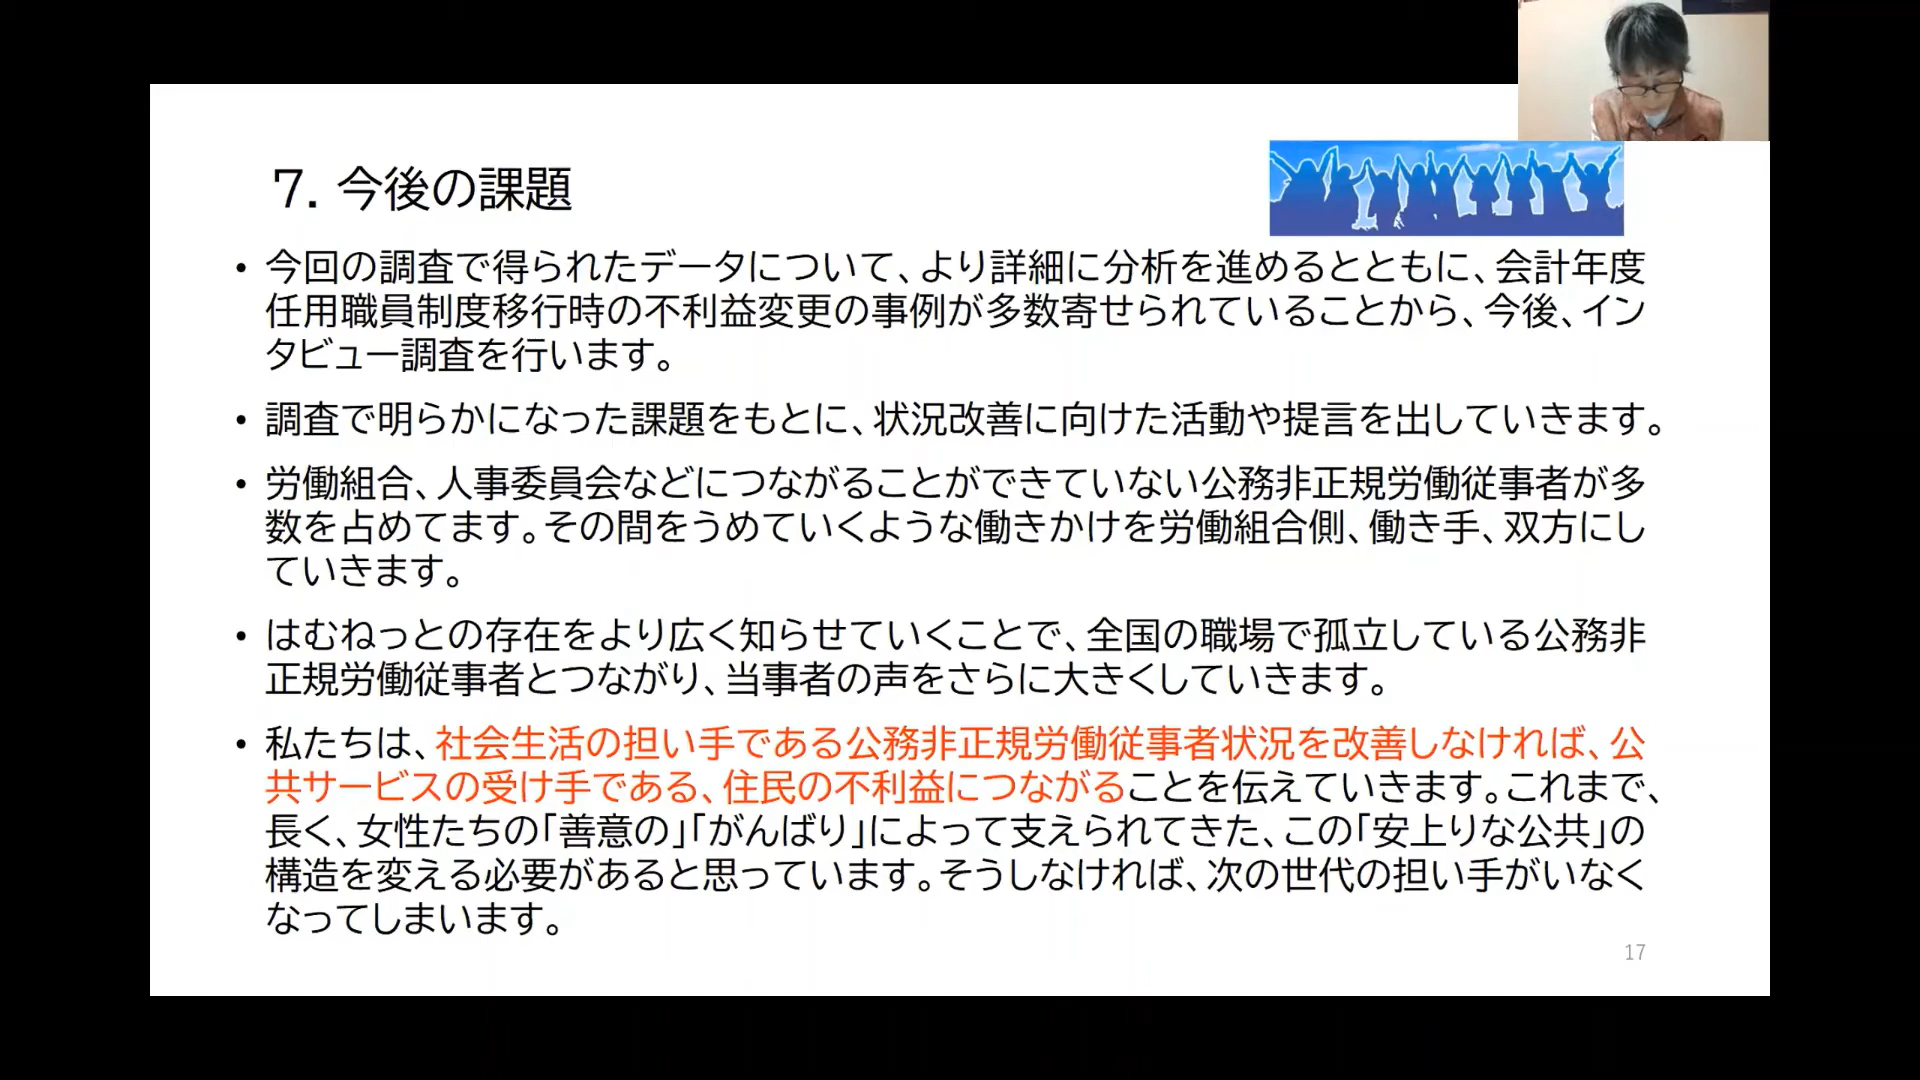 7. 今後の課題
• 今回の調査で得られたデータについて、より詳細に分析を進めるとともに、会計年度
任用職員制度移行時の不利益変更の事例が多数寄せられていることから、今後、イン
タビュー調査を行います。
• 調査で明らかになった課題をもとに、状況改善に向けた活動や提言を出していきます。
• 労働組合、人事委員会などにつながることができていない公務非正規労働従事者が多
数を占めてます。その間をうめていくような働きかけを労働組合側、働き手、双方にし
ていきます。
• はむねっとの存在をより広く知らせていくことで、全国の職場で孤立している公務非
正規労働従事者とつながり、当事者の声をさらに大きくしていきます。
• 私たちは、社会生活の担い手である公務非正規労働従事者状況を改善しなければ、公
共サービスの受け手である、住民の不利益につながることを伝えていきます。これまで、
長く、女性たちの「善意の」「がんばり」によって支えられてきた、この「安上りな公共」の
構造を変える必要があると思っています。そうしなければ、次の世代の担い手がいなく
なってしまいます。
17